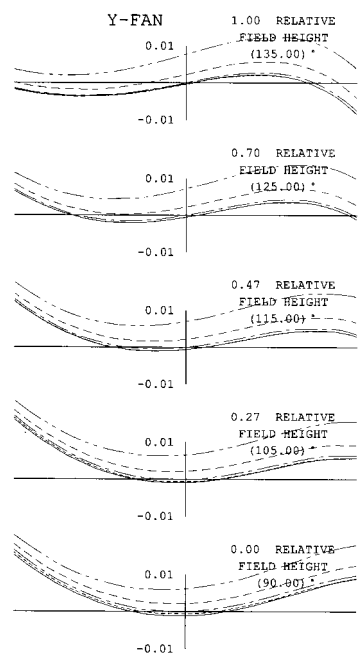 Y-FAN
1.00 RELATIVE
FIELD HEIGHT
(135.00)°
0.01
-0.01
0.70 RELATIVE
FIELD HEIGHT
(125.00)°
0.01
-0.01
0.47 RELATIVE
FIELD HEIGHT
(115.00)°
0.01
-0.01
0.27 RELATIVE
FIELD HEIGHT
(105.00)°
0.01
-0.01
0.00 RELATIVE
FIELD HEIGHT
(90.00)°
0.01
-0.01